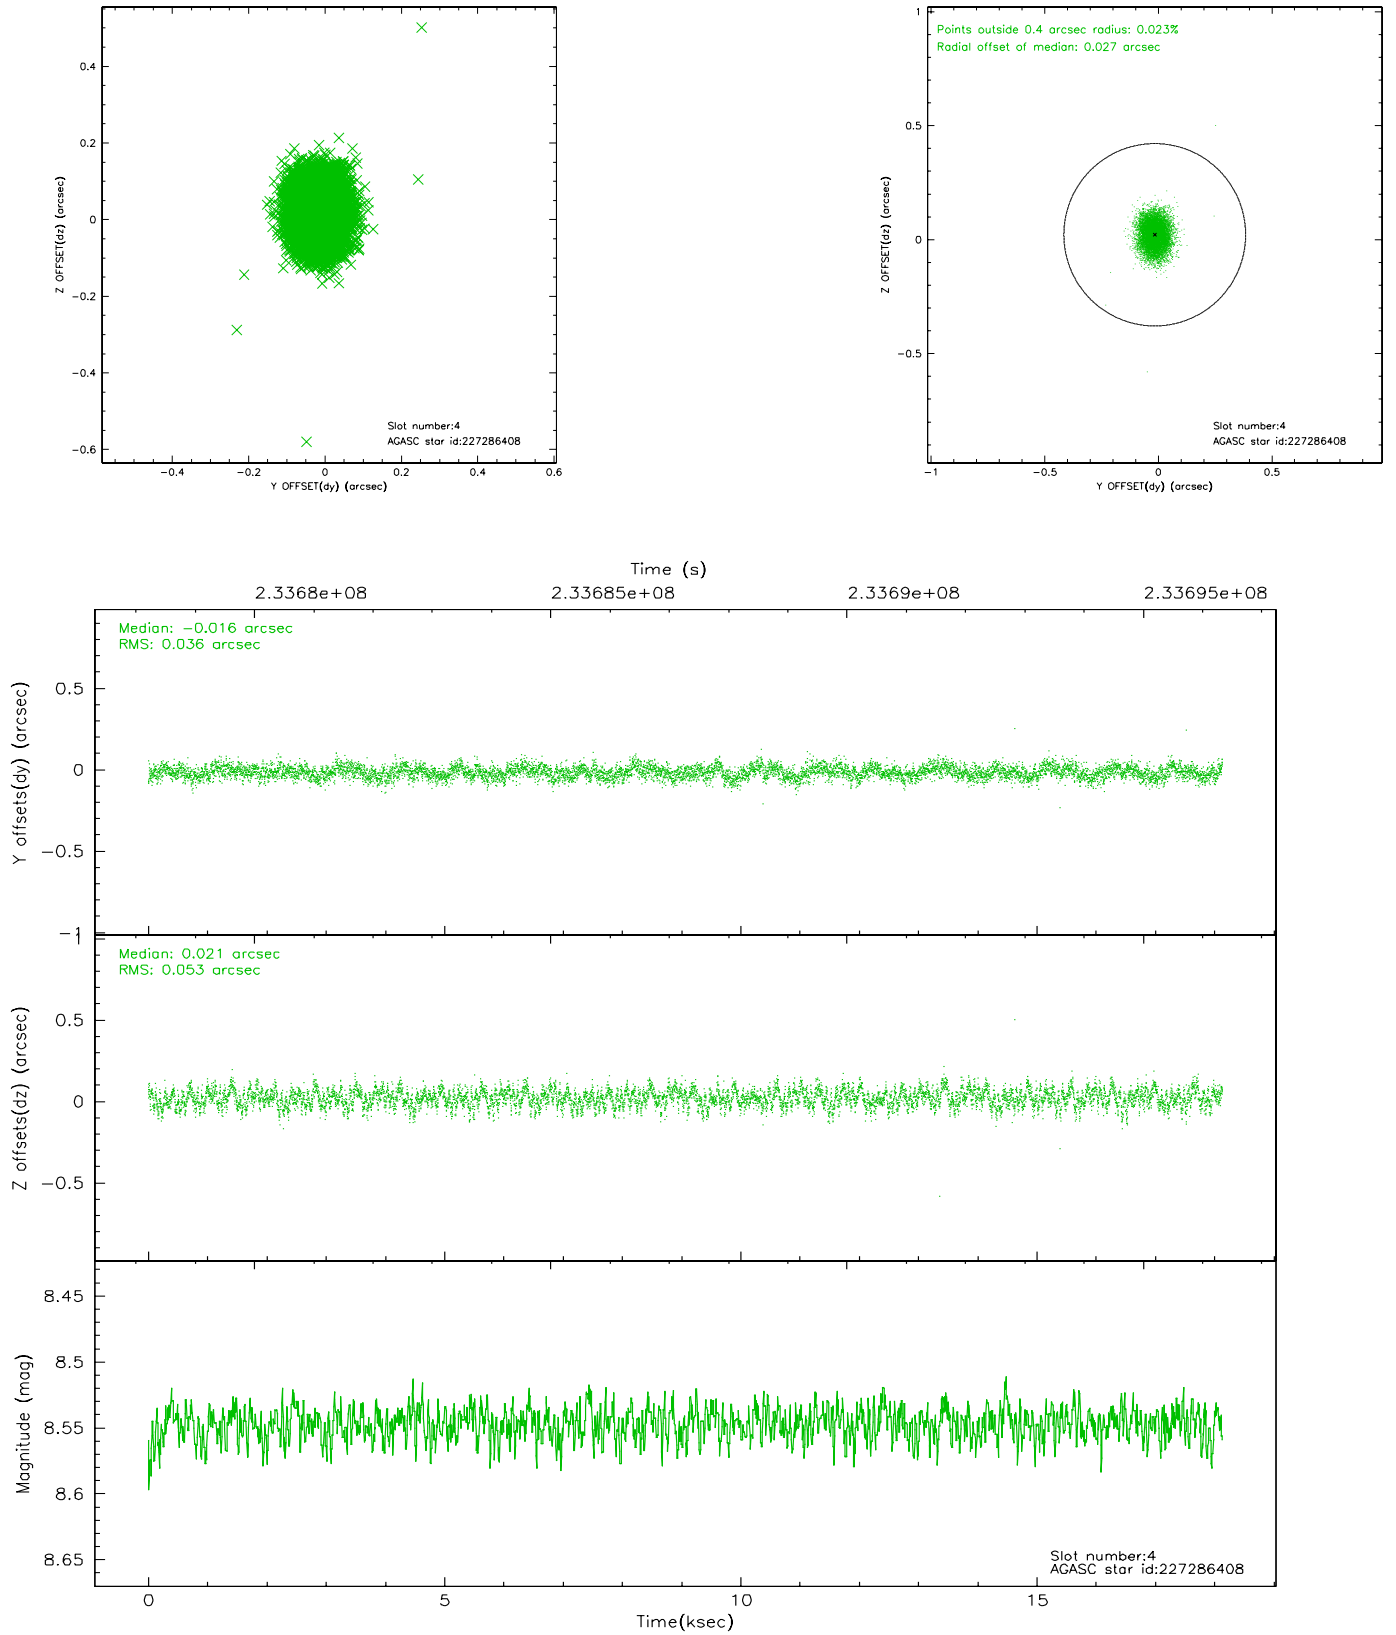 0.4
0.2
0
−0.2
−0.4
−0.6
Z OFFSET(dz) (arcsec)
Slot number:4
AGASC star id:227286408
−0.4 −0.2 0 0.2 0.4 0.6
Y OFFSET(dy) (arcsec)
Points outside 0.4 arcsec radius: 0.023%
Radial offset of median: 0.027 arcsec
1
0.5
0
−0.5
Z OFFSET(dz) (arcsec)
Slot number:4
AGASC star id:227286408
−1 −0.5 0 0.5
Y OFFSET(dy) (arcsec)
Time (s)
2.3368e+08 2.33685e+08 2.3369e+08 2.33695e+08
Median: −0.016 arcsec
RMS: 0.036 arcsec
0.5
0
−0.5
−1
Y offsets(dy) (arcsec)
Median: 0.021 arcsec
RMS: 0.053 arcsec
1
0.5
0
−0.5
Z offsets(dz) (arcsec)
8.45
8.5
8.55
8.6
8.65
Magnitude (mag)
Slot number:4
AGASC star id:227286408
0 5 10 15
Time(ksec)